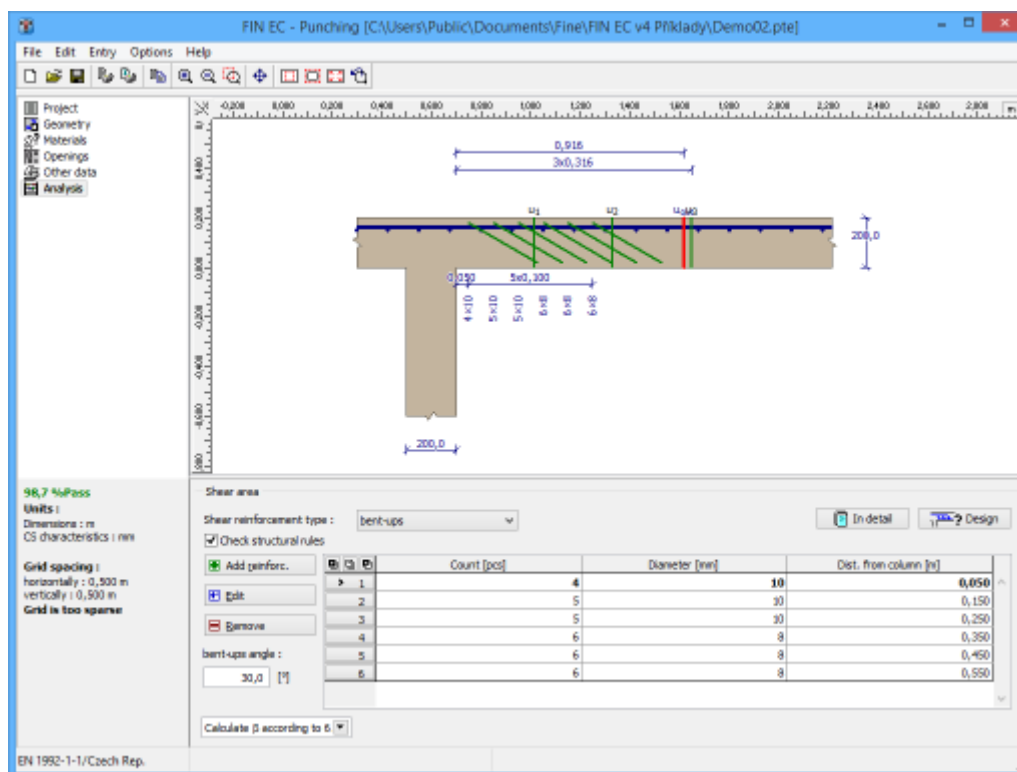 FIN EC - Punching [C:\Users\Public\Documents\Fine\FIN EC v4 Příklady\Demo02.pte]
File Edit Entry Options Help
Project
Geometry
Materials
Openings
Other data
Analysis
0,916
3x0,316
u1 u2
200,0
0,050 5x0,100
4×10 5×10 5×10 6×8 6×8 6×8
200,0
98,7 %Pass
Units :
Dimensions : m
CS characteristics : mm
Grid spacing :
horizontally : 0,500 m
vertically : 0,500 m
Grid is too sparse
Shear area
Shear reinforcement type : bent-ups
In detail
Design
Check structural rules
Add reinforc.
Edit
Remove
bent-ups angle :
30,0 [°]
Count [pcs] Diameter [mm] Dist. from column [m]
1 4 10 0,050
2 5 10 0,150
3 5 10 0,250
4 6 8 0,350
5 6 8 0,450
6 6 8 0,550
Calculate β according to 6
EN 1992-1-1/Czech Rep.